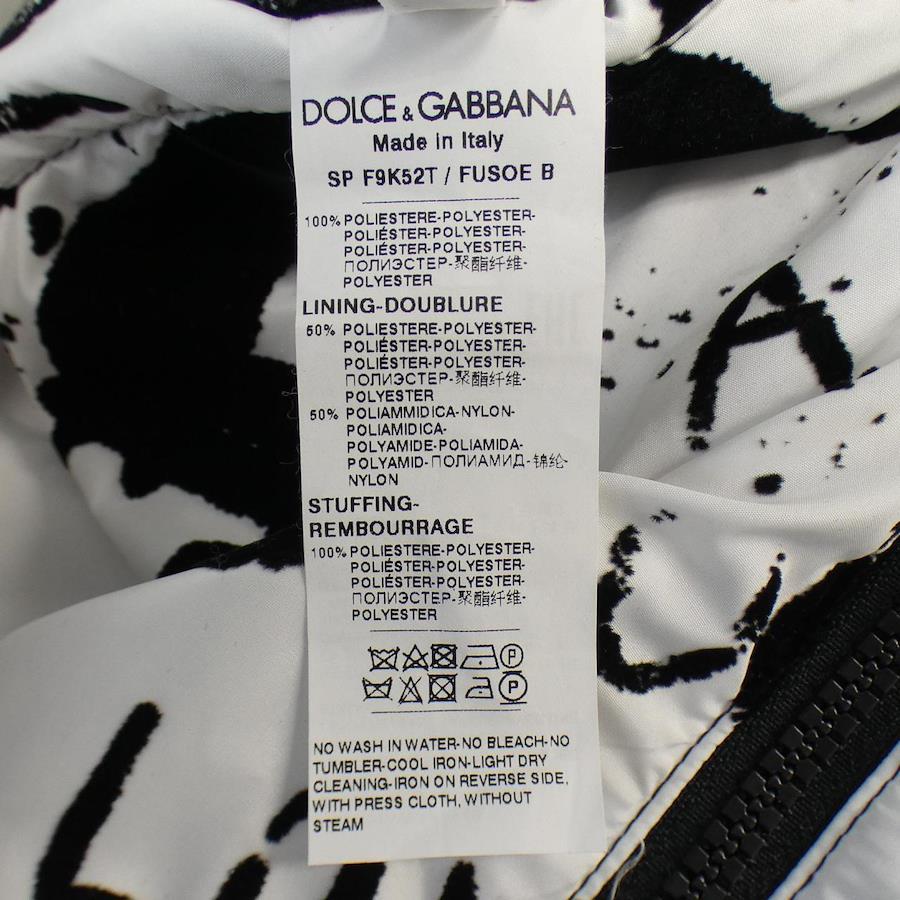 DOLCE & GABBANA
Made in Italy
SP F9K52T / FUSOE B
100% POLIESTERE-POLYESTER-
POLIÉSTER-POLYESTER-
POLIÉSTER-POLYESTER-
ПОЛИЭСТЕР-聚酯纤维-
POLYESTER
LINING-DOUBLURE
50% POLIESTERE-POLYESTER-
POLIÉSTER-POLYESTER-
POLIÉSTER-POLYESTER-
ПОЛИЭСТЕР-聚酯纤维-
POLYESTER
50% POLIAMMIDICA-NYLON-
POLIAMIDICA-
POLYAMIDE-POLIAMIDA-
POLYAMID-ПОЛИАМИД-锦纶-
NYLON
STUFFING-
REMBOURRAGE
100% POLIESTERE-POLYESTER-
POLIÉSTER-POLYESTER-
POLIÉSTER-POLYESTER-
ПОЛИЭСТЕР-聚酯纤维-
POLYESTER
P
P
NO WASH IN WATER-NO BLEACH-NO
TUMBLER-COOL IRON-LIGHT DRY
CLEANING-IRON ON REVERSE SIDE,
WITH PRESS CLOTH, WITHOUT
STEAM
A